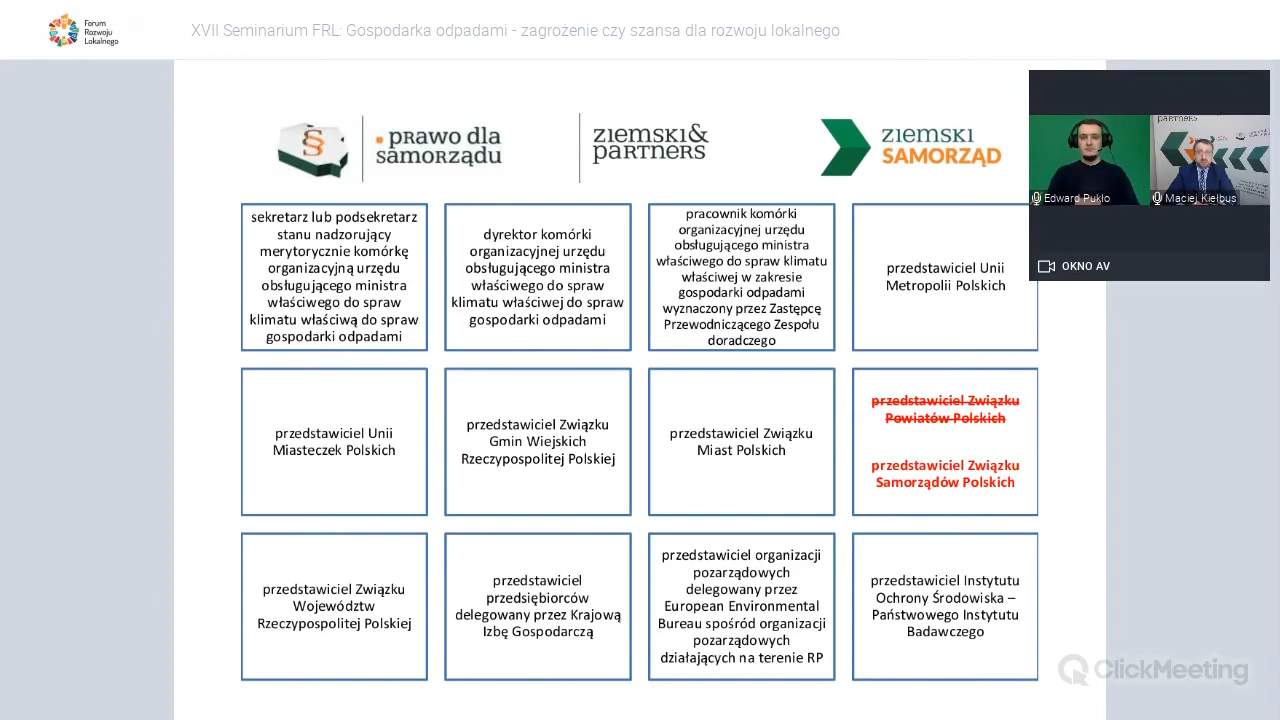 Forum
Rozwoju
Lokalnego
XVII Seminarium FRL: Gospodarka odpadami - zagrożenie czy szansa dla rozwoju lokalnego
§
prawo dla
samorządu
ziemski&
partners
ziemski
SAMORZĄD
partners
Edward Pukło
Maciej Kiełbus
OKNO AV
sekretarz lub podsekretarz
stanu nadzorujący
merytorycznie komórkę
organizacyjną urzędu
obsługującego ministra
właściwego do spraw
klimatu właściwą do spraw
gospodarki odpadami
dyrektor komórki
organizacyjnej urzędu
obsługującego ministra
właściwego do spraw
klimatu właściwej do spraw
gospodarki odpadami
pracownik komórki
organizacyjnej urzędu
obsługującego ministra
właściwego do spraw klimatu
właściwej w zakresie
gospodarki odpadami
wyznaczony przez Zastępcę
Przewodniczącego Zespołu
doradczego
przedstawiciel Unii
Metropolii Polskich
przedstawiciel Unii
Miasteczek Polskich
przedstawiciel Związku
Gmin Wiejskich
Rzeczypospolitej Polskiej
przedstawiciel Związku
Miast Polskich
przedstawiciel Związku
Powiatów Polskich
przedstawiciel Związku
Samorządów Polskich
przedstawiciel Związku
Województw
Rzeczypospolitej Polskiej
przedstawiciel
przedsiębiorców
delegowany przez Krajową
Izbę Gospodarczą
przedstawiciel organizacji
pozarządowych
delegowany przez
European Environmental
Bureau spośród organizacji
pozarządowych
działających na terenie RP
przedstawiciel Instytutu
Ochrony Środowiska –
Państwowego Instytutu
Badawczego
ClickMeeting